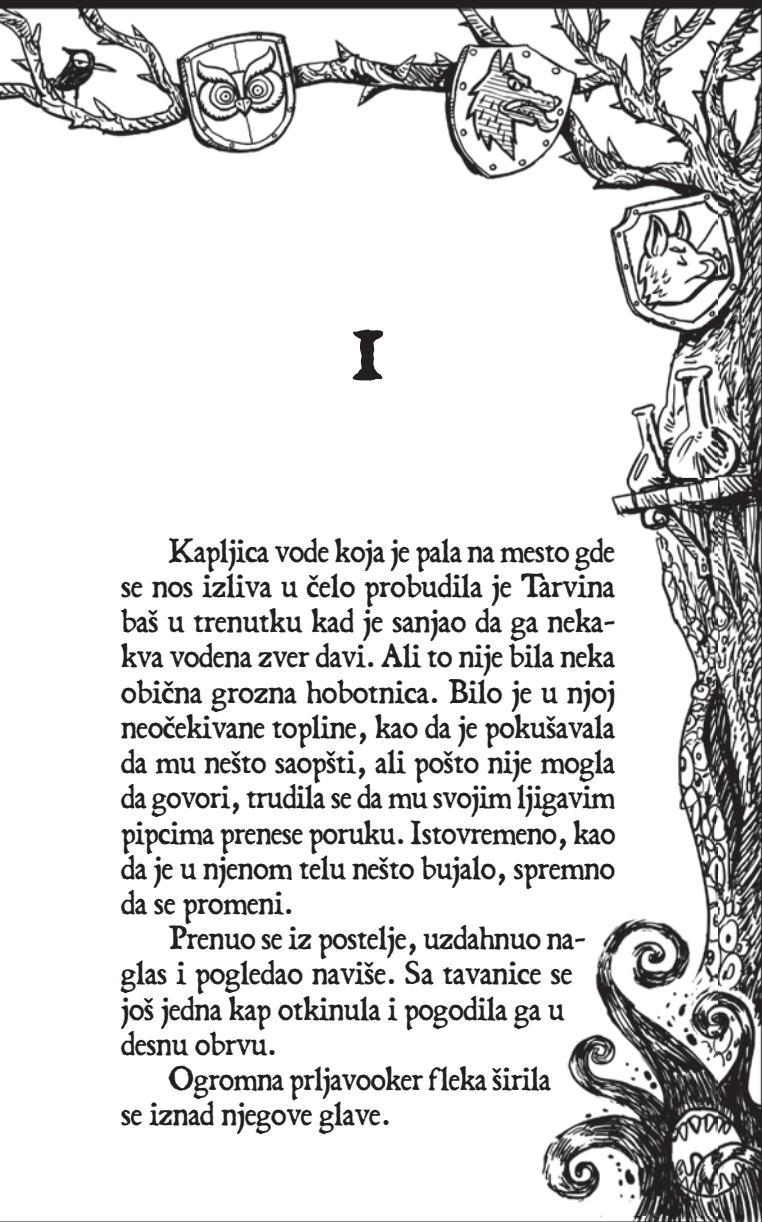 I
Kapljica vode koja je pala na mesto gde
se nos izliva u čelo probudila je Tarvina
baš u trenutku kad je sanjao da ga neka-
kva vodena zver davi. Ali to nije bila neka
obična grozna hobotnica. Bilo je u njoj
neočekivane topline, kao da je pokušavala
da mu nešto saopšti, ali pošto nije mogla
da govori, trudila se da mu svojim ljigavim
pipcima prenese poruku. Istovremeno, kao
da je u njenom telu nešto bujalo, spremno
da se promeni.
Prenuo se iz postelje, uzdahnuo na-
glas i pogledao naviše. Sa tavanice se
još jedna kap otkinula i pogodila ga u
desnu obrvu.
Ogromna prljavooker fleka širila
se iznad njegove glave.